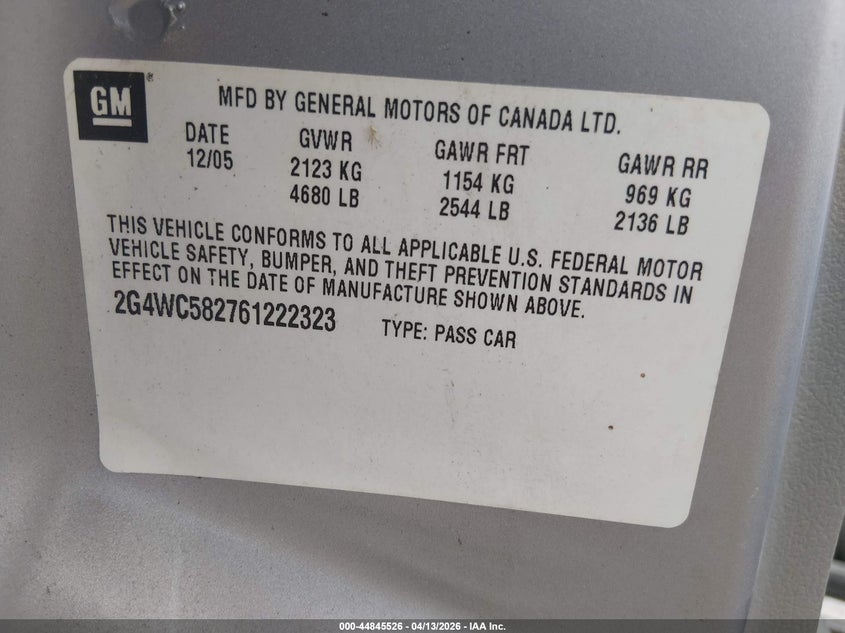 GM®
MFD BY GENERAL MOTORS OF CANADA LTD.
DATE GVWR GAWR FRT GAWR RR
12/05 2123 KG 1154 KG 969 KG
4680 LB 2544 LB 2136 LB
THIS VEHICLE CONFORMS TO ALL APPLICABLE U.S. FEDERAL MOTOR
VEHICLE SAFETY, BUMPER, AND THEFT PREVENTION STANDARDS IN
EFFECT ON THE DATE OF MANUFACTURE SHOWN ABOVE.
2G4WC582761222323 TYPE: PASS CAR
000-44845526 - 04/13/2026 - IAA Inc.